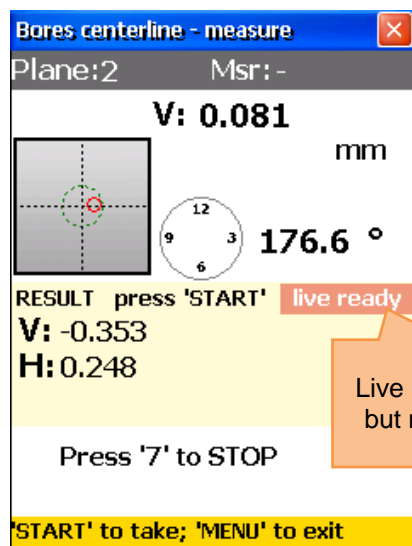 Bores centerline - measure
Plane:2 Msr:-
V: 0.081
mm
12
9 3
6
176.6 °
RESULT press 'START' live ready
V: -0.353
H: 0.248
Live
but
Press '7' to STOP
'START' to take; 'MENU' to exit